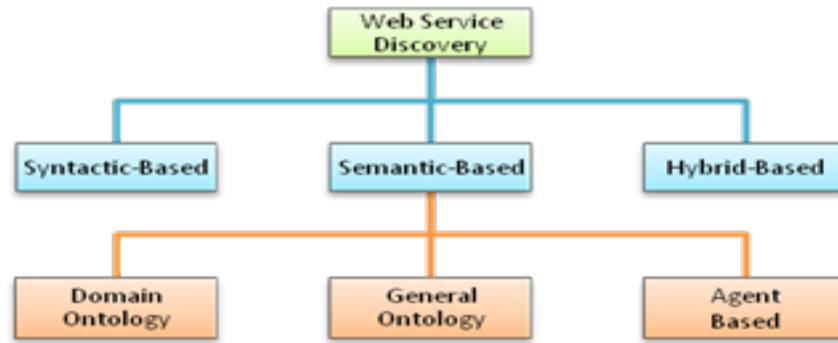 Web Service
Discovery
Syntactic-Based
Semantic-Based
Hybrid-Based
Domain
Ontology
General
Ontology
Agent
Based